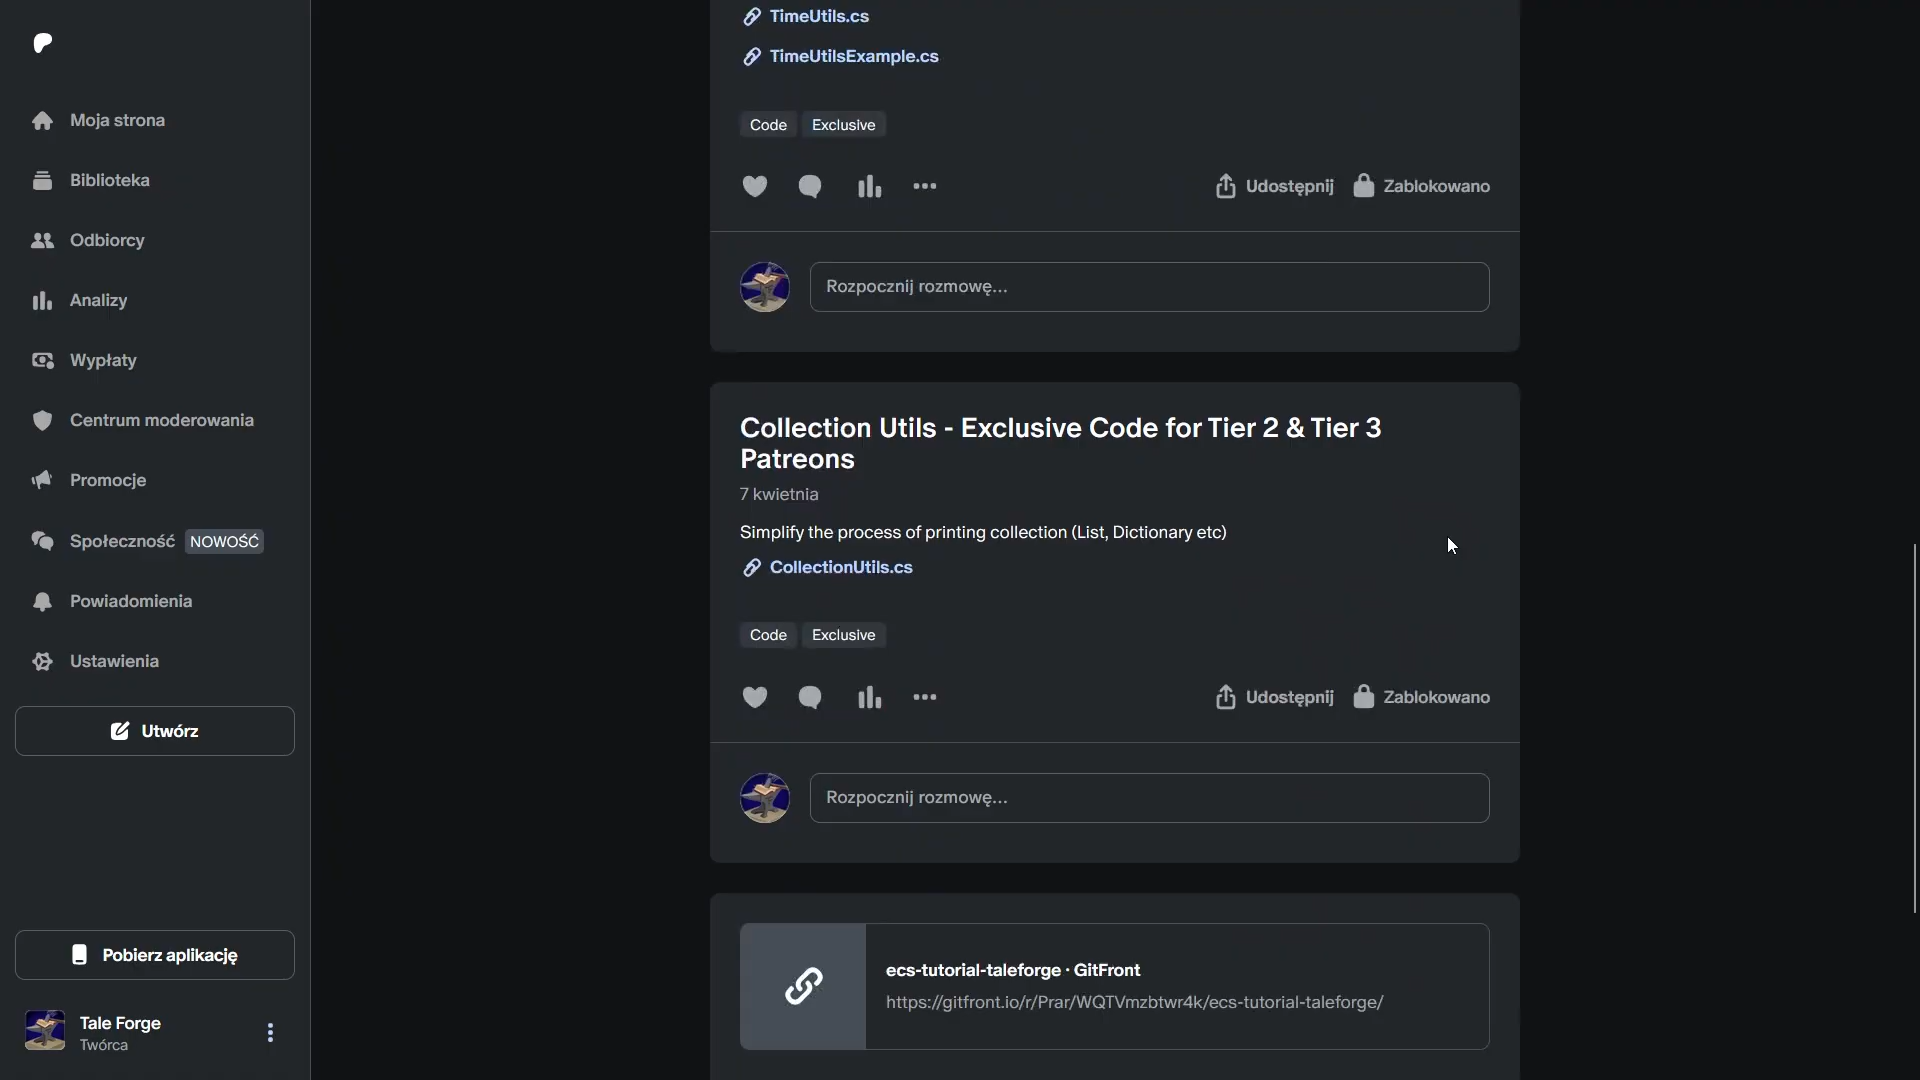 Moja strona
Biblioteka
Odbiorcy
Analizy
Wypłaty
Centrum moderowania
Promocje
Społeczność NOWOŚĆ
Powiadomienia
Ustawienia
Utwórz
Pobierz aplikację
Tale Forge
Twórca
TimeUtils.cs
TimeUtilsExample.cs
Code Exclusive
Udostępnij Zablokowano
Rozpocznij rozmowę...
Collection Utils - Exclusive Code for Tier 2 & Tier 3
Patreons
7 kwietnia
Simplify the process of printing collection (List, Dictionary etc)
CollectionUtils.cs
Code Exclusive
Udostępnij Zablokowano
Rozpocznij rozmowę...
ecs-tutorial-taleforge · GitFront
https://gitfront.io/r/Prar/WQTVmzbtwr4k/ecs-tutorial-taleforge/